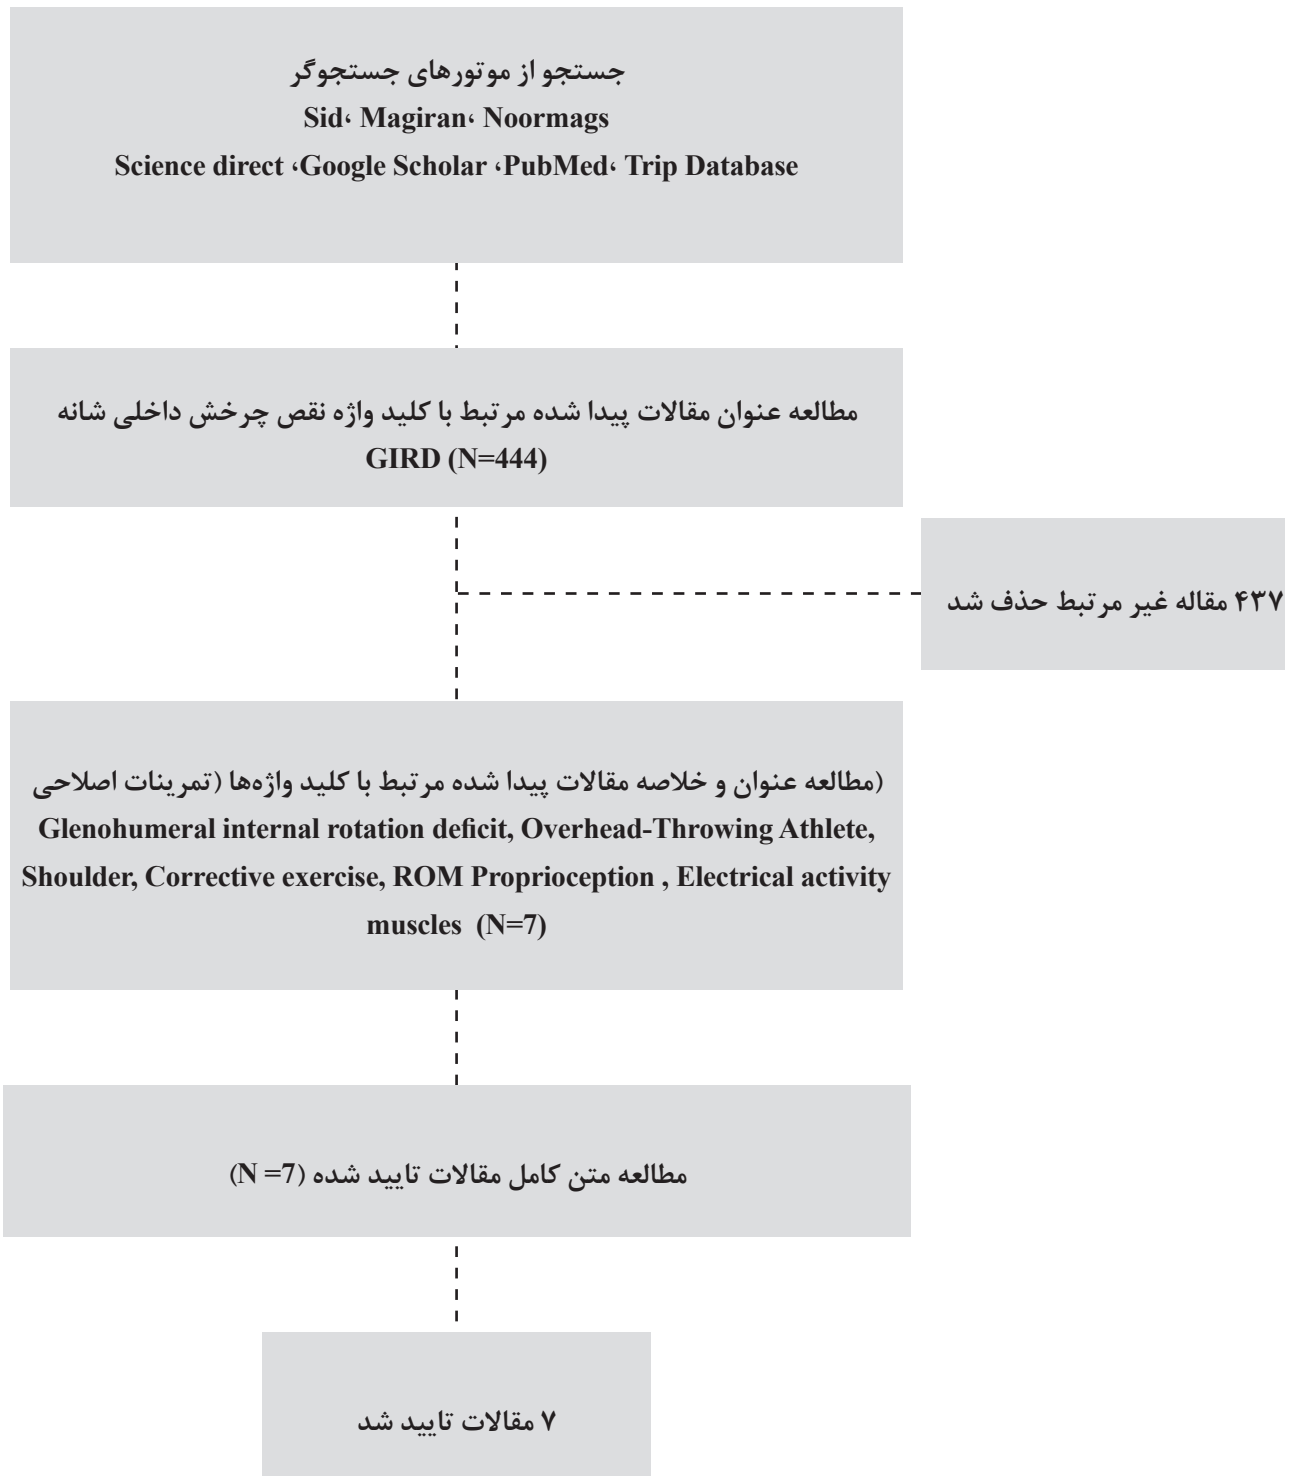 جستجو از موتورهای جستجوگر
Sid، Magiran، Noormags
Science direct ،Google Scholar ،PubMed، Trip Database
مطالعه عنوان مقالات پیدا شده مرتبط با کلید واژه نقص چرخش داخلی شانه
GIRD (N=444)
۴۳۷ مقاله غیر مرتبط حذف شد
(مطالعه عنوان و خلاصه مقالات پیدا شده مرتبط با کلید واژه‌ها (تمرینات اصلاحی
Glenohumeral internal rotation deficit, Overhead-Throwing Athlete,
Shoulder, Corrective exercise, ROM Proprioception , Electrical activity
muscles (N=7)
مطالعه متن کامل مقالات تایید شده (N =7)
۷ مقالات تایید شد